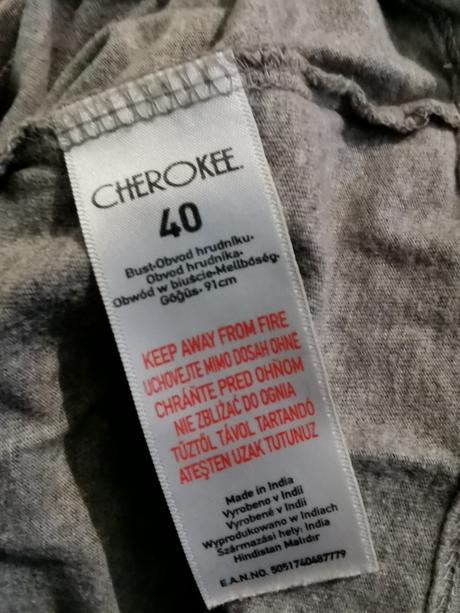 CHEROKEE.
40
Bust•Obvod hrudníku•
Obvod hrudníka•
Obwód w biuście•Mellbőség•
Göğüs• 91cm
KEEP AWAY FROM FIRE
UCHOVEJTE MIMO DOSAH OHNE
CHRÁŇTE PRED OHŇOM
NIE ZBLIŻAĆ DO OGNIA
TŰZTŐL TÁVOL TARTANDÓ
ATEŞTEN UZAK TUTUNUZ
Made in India
Vyrobeno v Indii
Vyrobené v Indii
Wyprodukowano w Indiach
Származási hely: India
Hindistan Malıdır
E.A.N.NO. 5051740487779